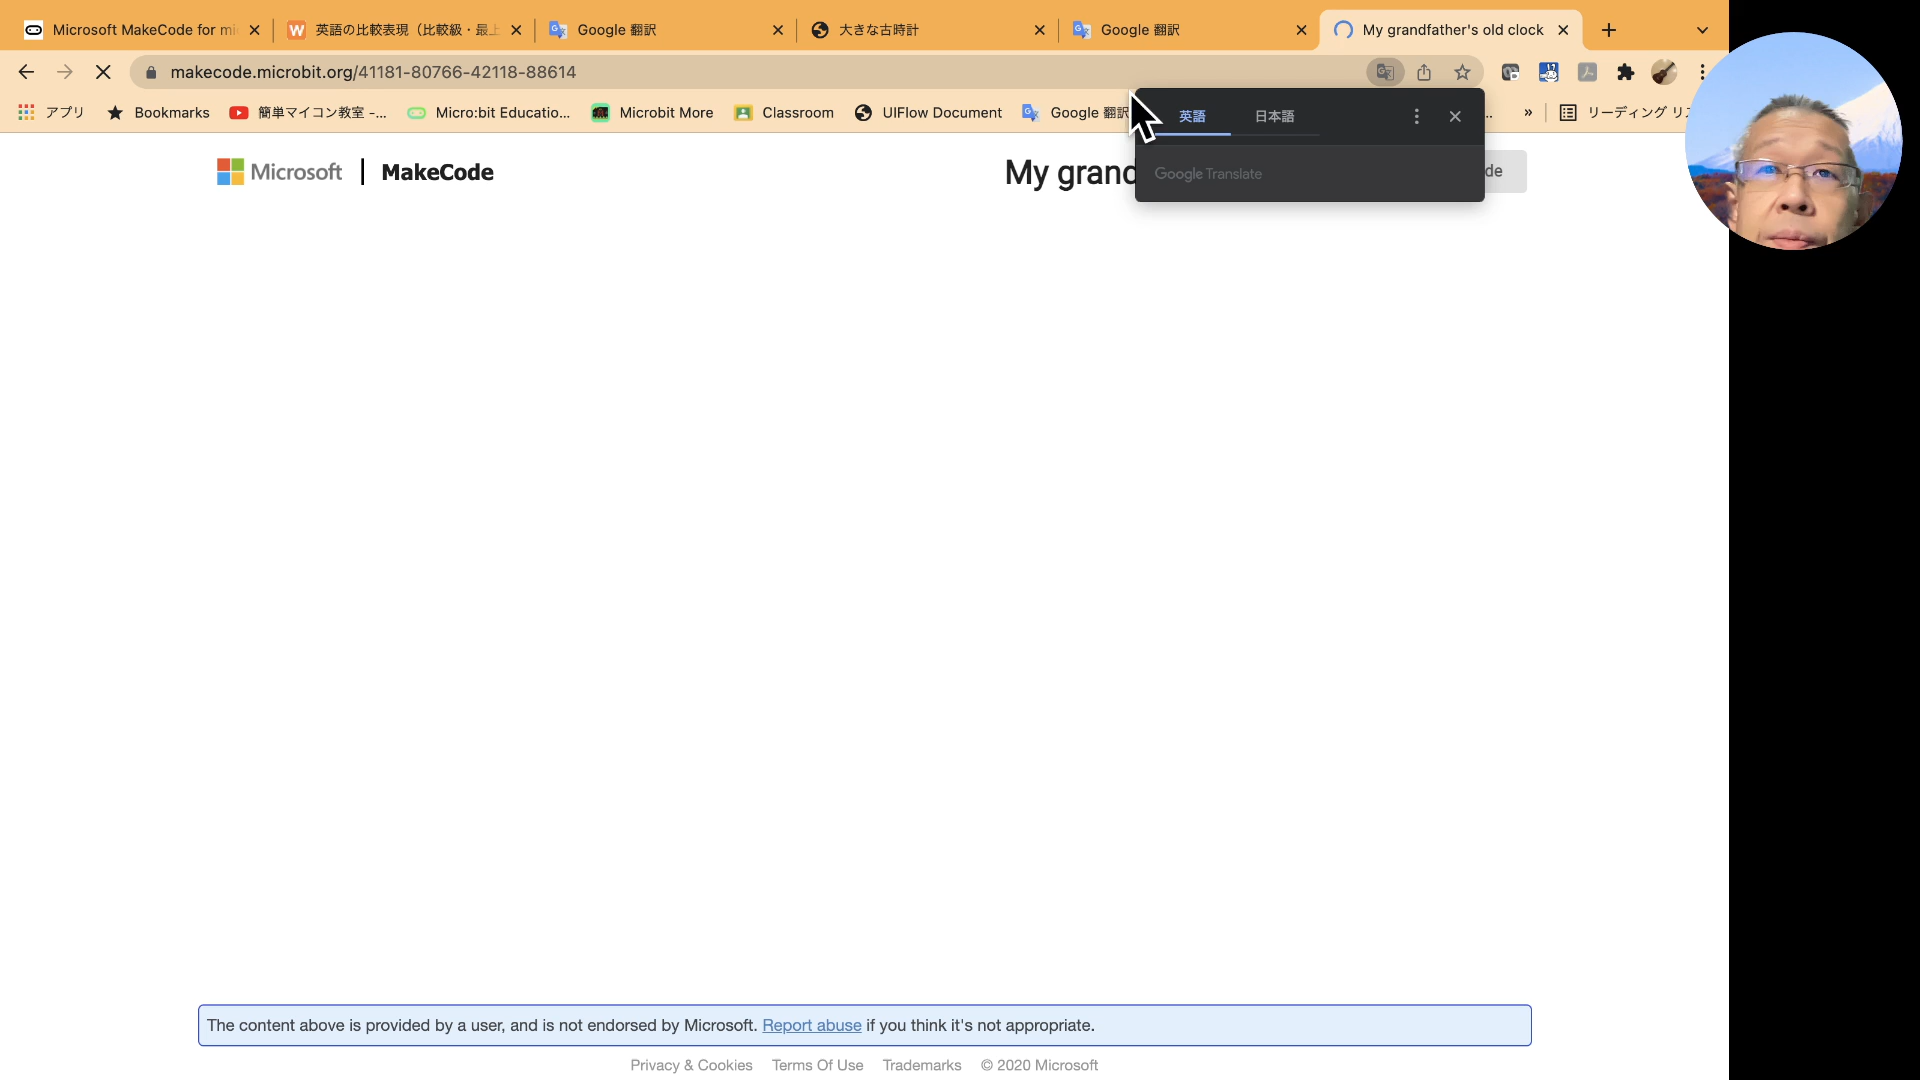 Microsoft MakeCode for mi
英語の比較表現（比較級・最上
Google 翻訳
大きな古時計
Google 翻訳
My grandfather's old clock
makecode.microbit.org/41181-80766-42118-88614
アプリ
Bookmarks
簡単マイコン教室 -...
Micro:bit Educatio...
Microbit More
Classroom
UIFlow Document
Google 翻訳
»
リーディング リス
英語
日本語
Google Translate
Microsoft | MakeCode
My grand
de
The content above is provided by a user, and is not endorsed by Microsoft. Report abuse if you think it's not appropriate.
Privacy & Cookies Terms Of Use Trademarks © 2020 Microsoft